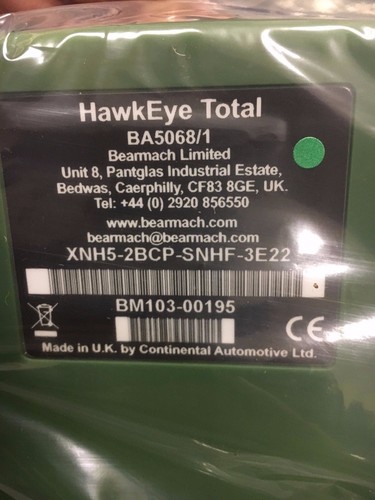 HawkEye Total
BA5068/1
Bearmach Limited
Unit 8, Pantglas Industrial Estate,
Bedwas, Caerphilly, CF83 8GE, UK.
Tel: +44 (0) 2920 856550
www.bearmach.com
bearmach@bearmach.com
XNH5-2BCP-SNHF-3E22
BM103-00195
CE
Made in U.K. by Continental Automotive Ltd.